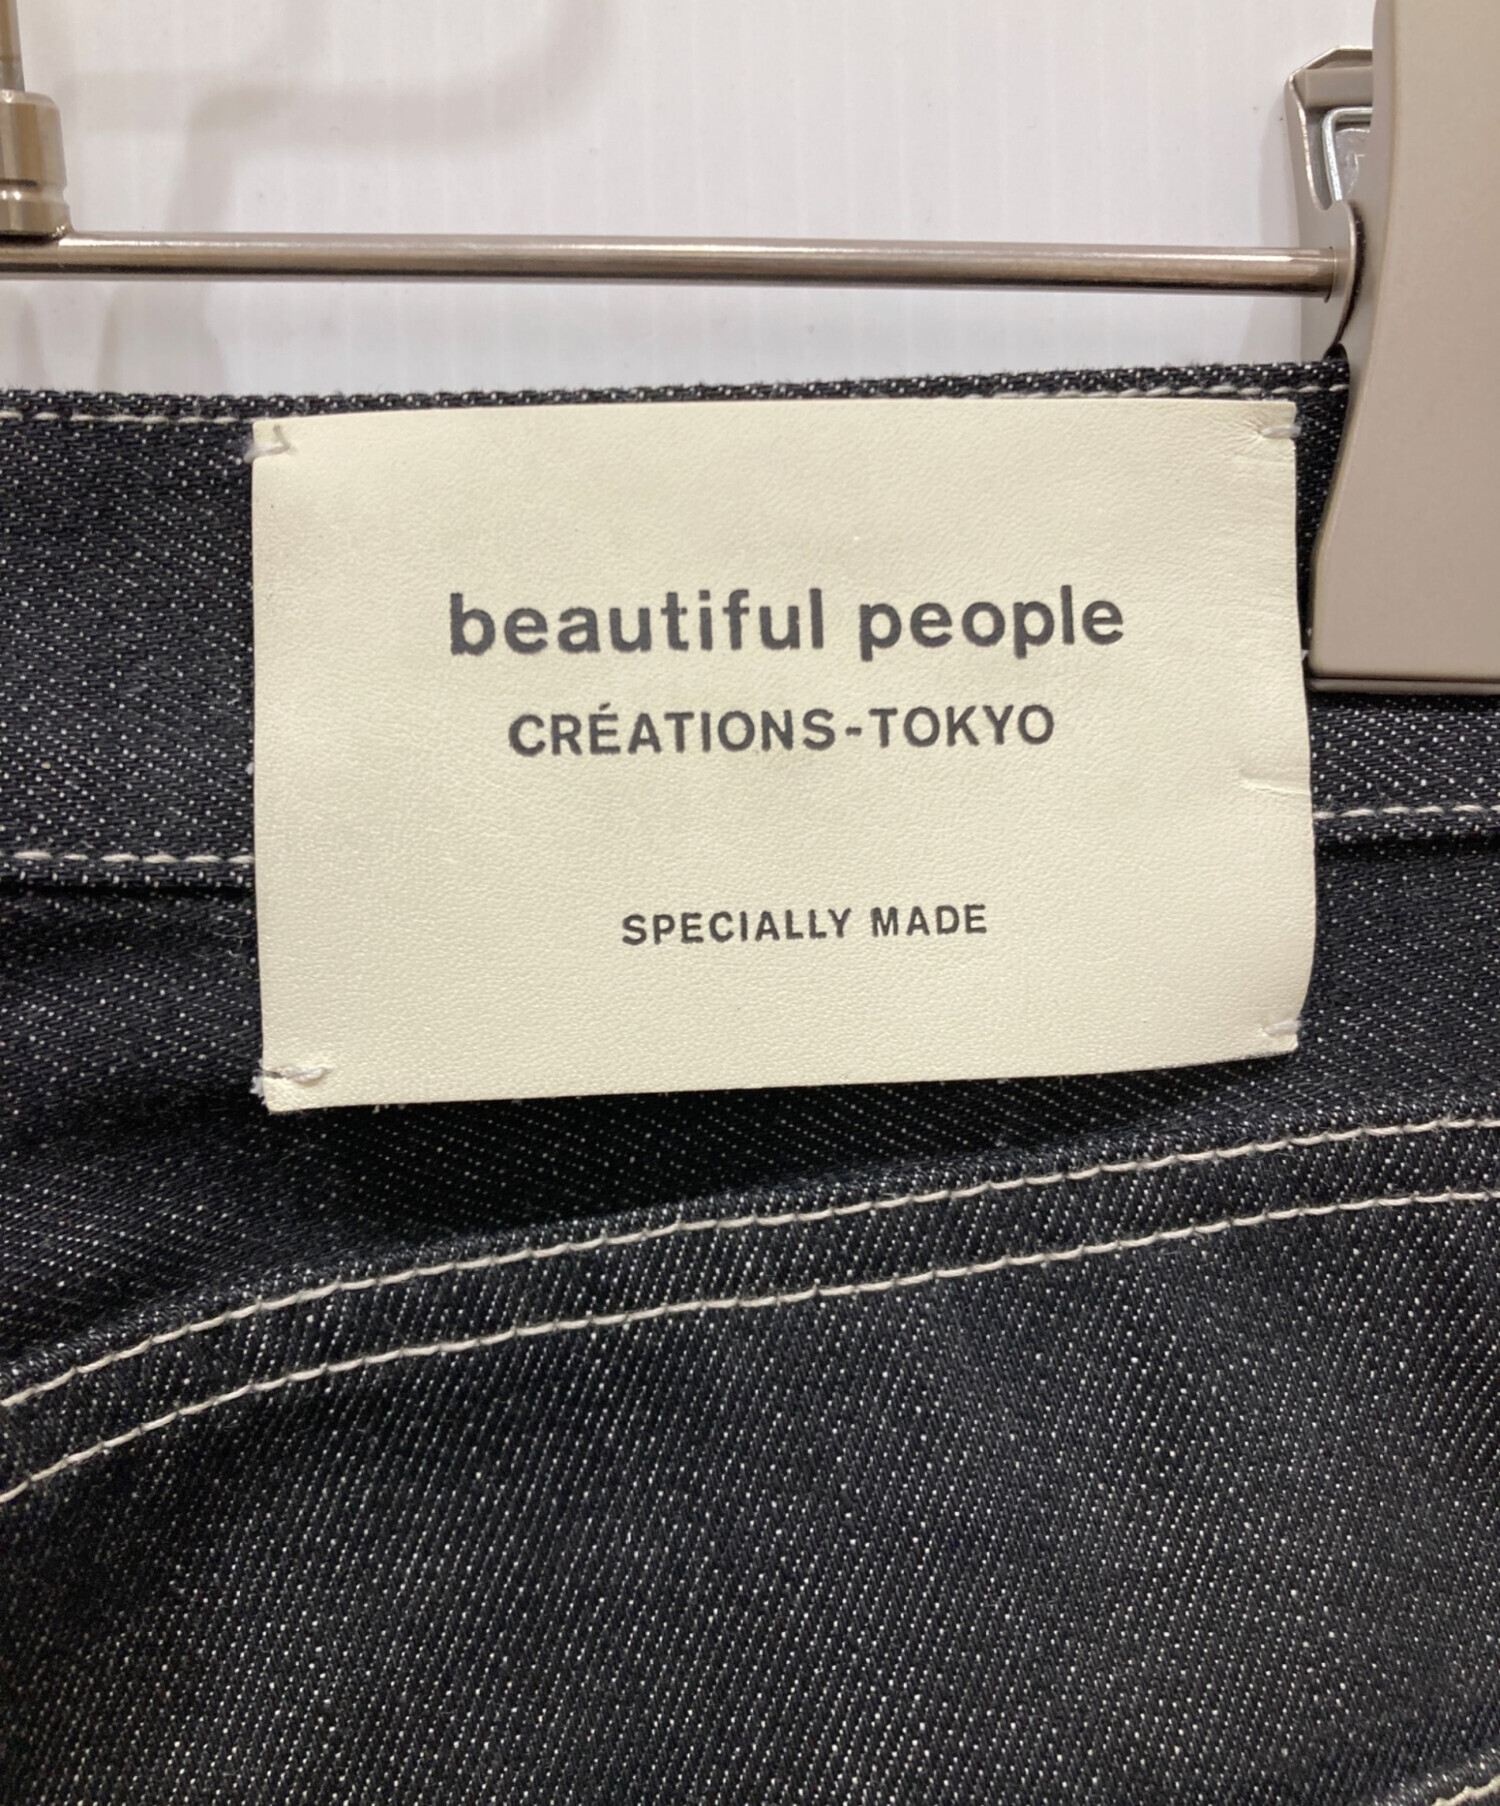 beautiful people
CRÉATIONS-TOKYO
SPECIALLY MADE